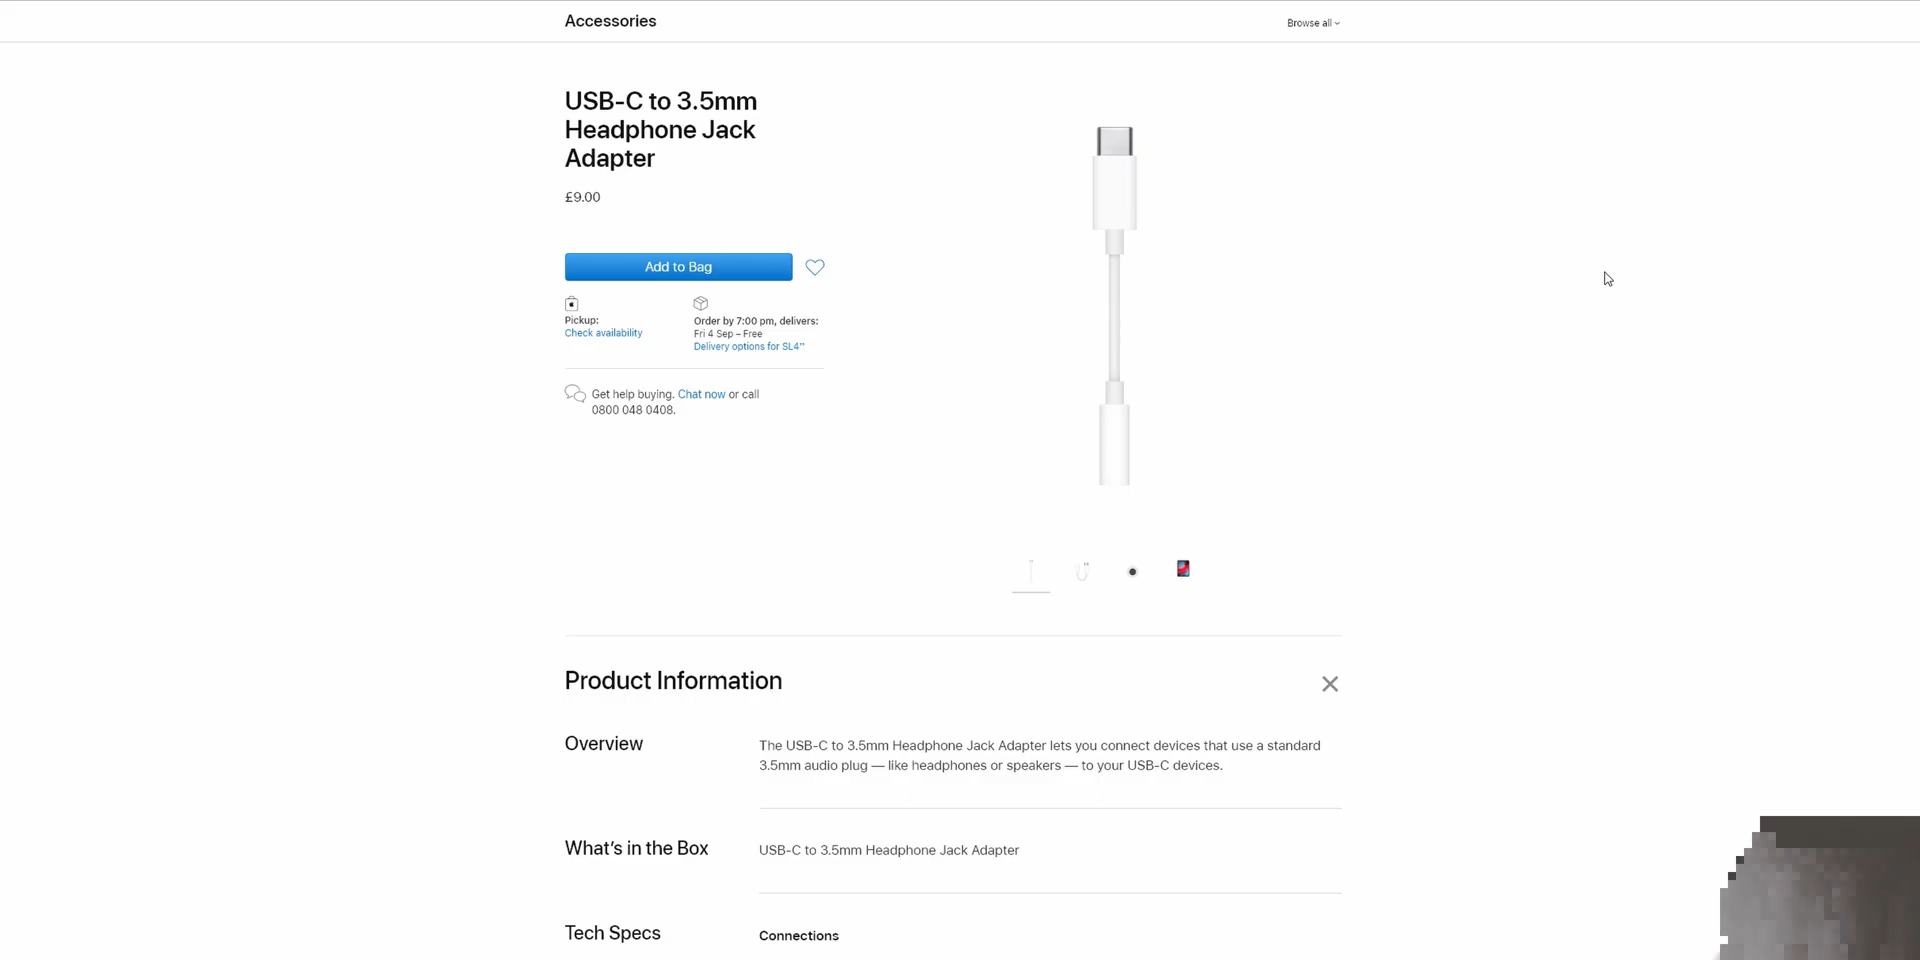 Accessories
Browse all
USB-C to 3.5mm
Headphone Jack
Adapter
£9.00
Add to Bag
Pickup:
Check availability
Order by 7:00 pm, delivers:
Fri 4 Sep – Free
Delivery options for SL4**
Get help buying. Chat now or call
0800 048 0408.
Product Information
Overview
The USB-C to 3.5mm Headphone Jack Adapter lets you connect devices that use a standard
3.5mm audio plug — like headphones or speakers — to your USB-C devices.
What's in the Box
USB-C to 3.5mm Headphone Jack Adapter
Tech Specs
Connections